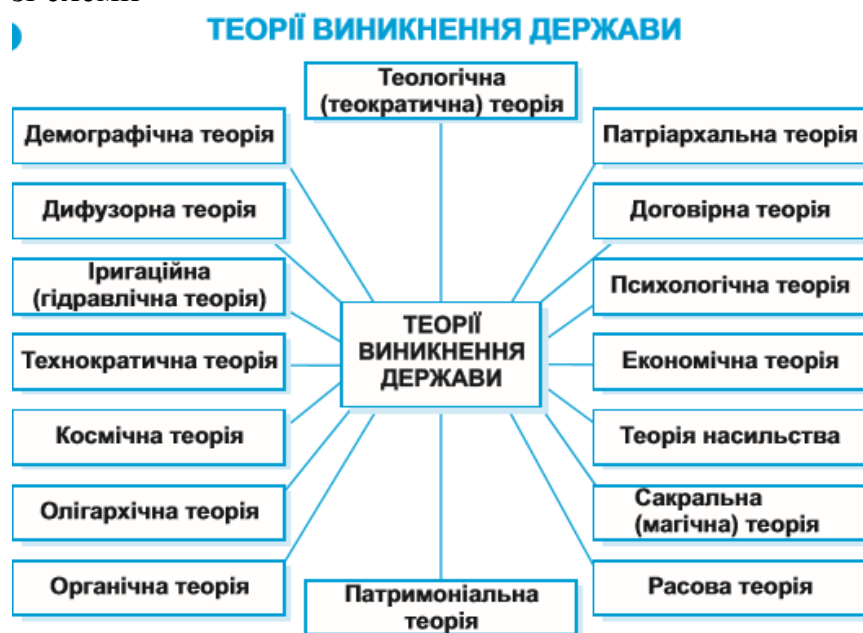 ТЕОРІЇ ВИНИКНЕННЯ ДЕРЖАВИ
Теологічна
(теократична) теорія
Демографічна теорія
Дифузорна теорія
Іригаційна
(гідравлічна теорія)
Технократична теорія
Космічна теорія
Олігархічна теорія
Органічна теорія
ТЕОРІЇ
ВИНИКНЕННЯ
ДЕРЖАВИ
Патріархальна теорія
Договірна теорія
Психологічна теорія
Економічна теорія
Теорія насильства
Сакральна
(магічна) теорія
Расова теорія
Патримоніальна
теорія